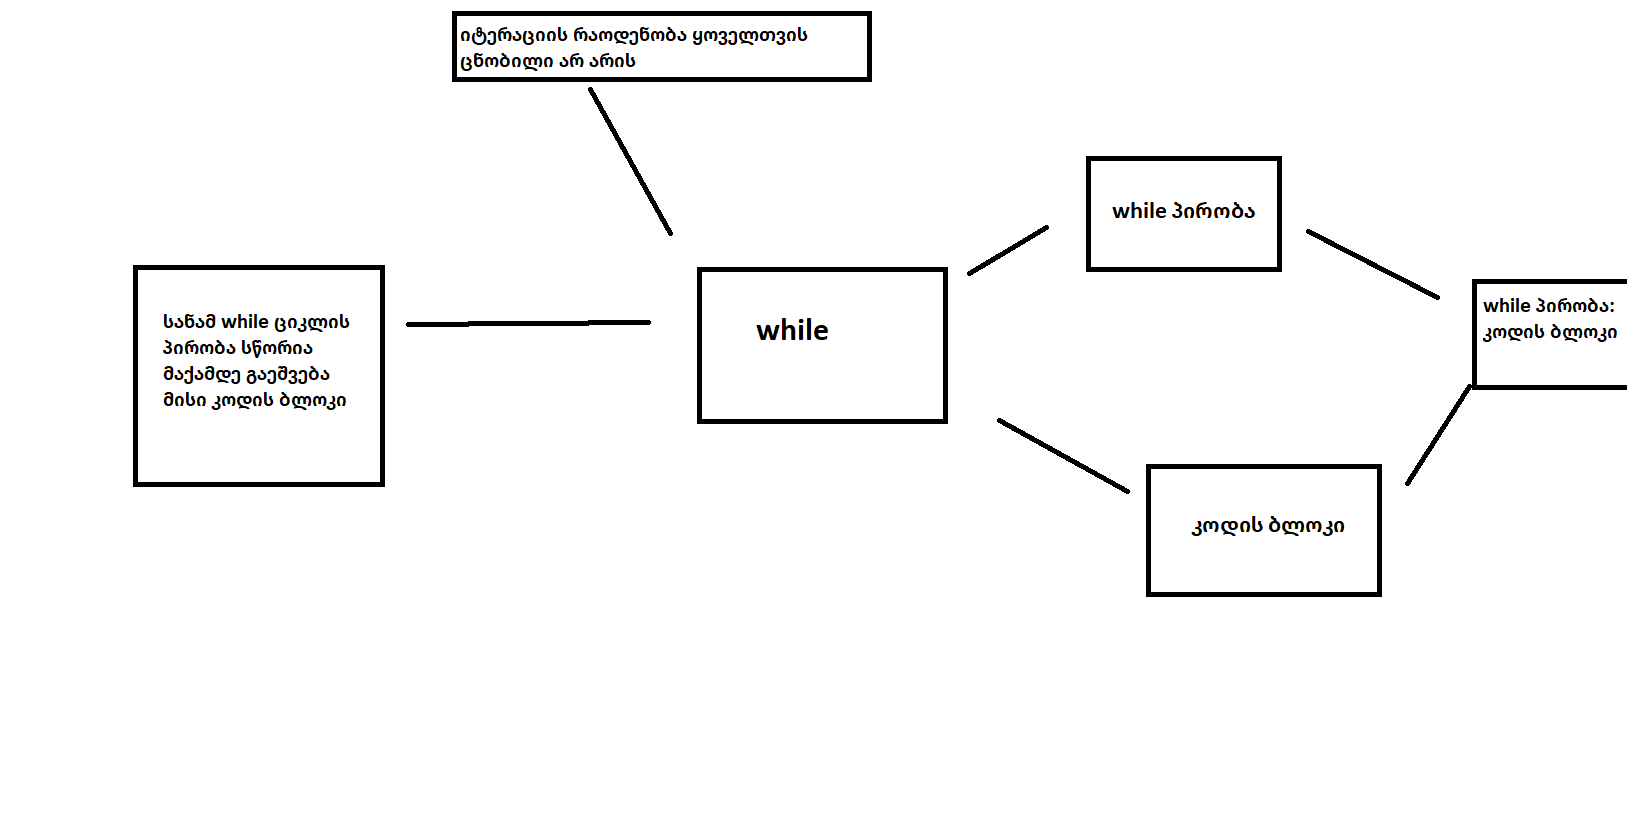 იტერაციის რაოდენობა ყოველთვის
ცნობილი არ არის
while პირობა
while პირობა:
კოდის ბლოკი
სანამ while ციკლის
პირობა სწორია
მაქამდე გაეშვება
მისი კოდის ბლოკი
while
კოდის ბლოკი